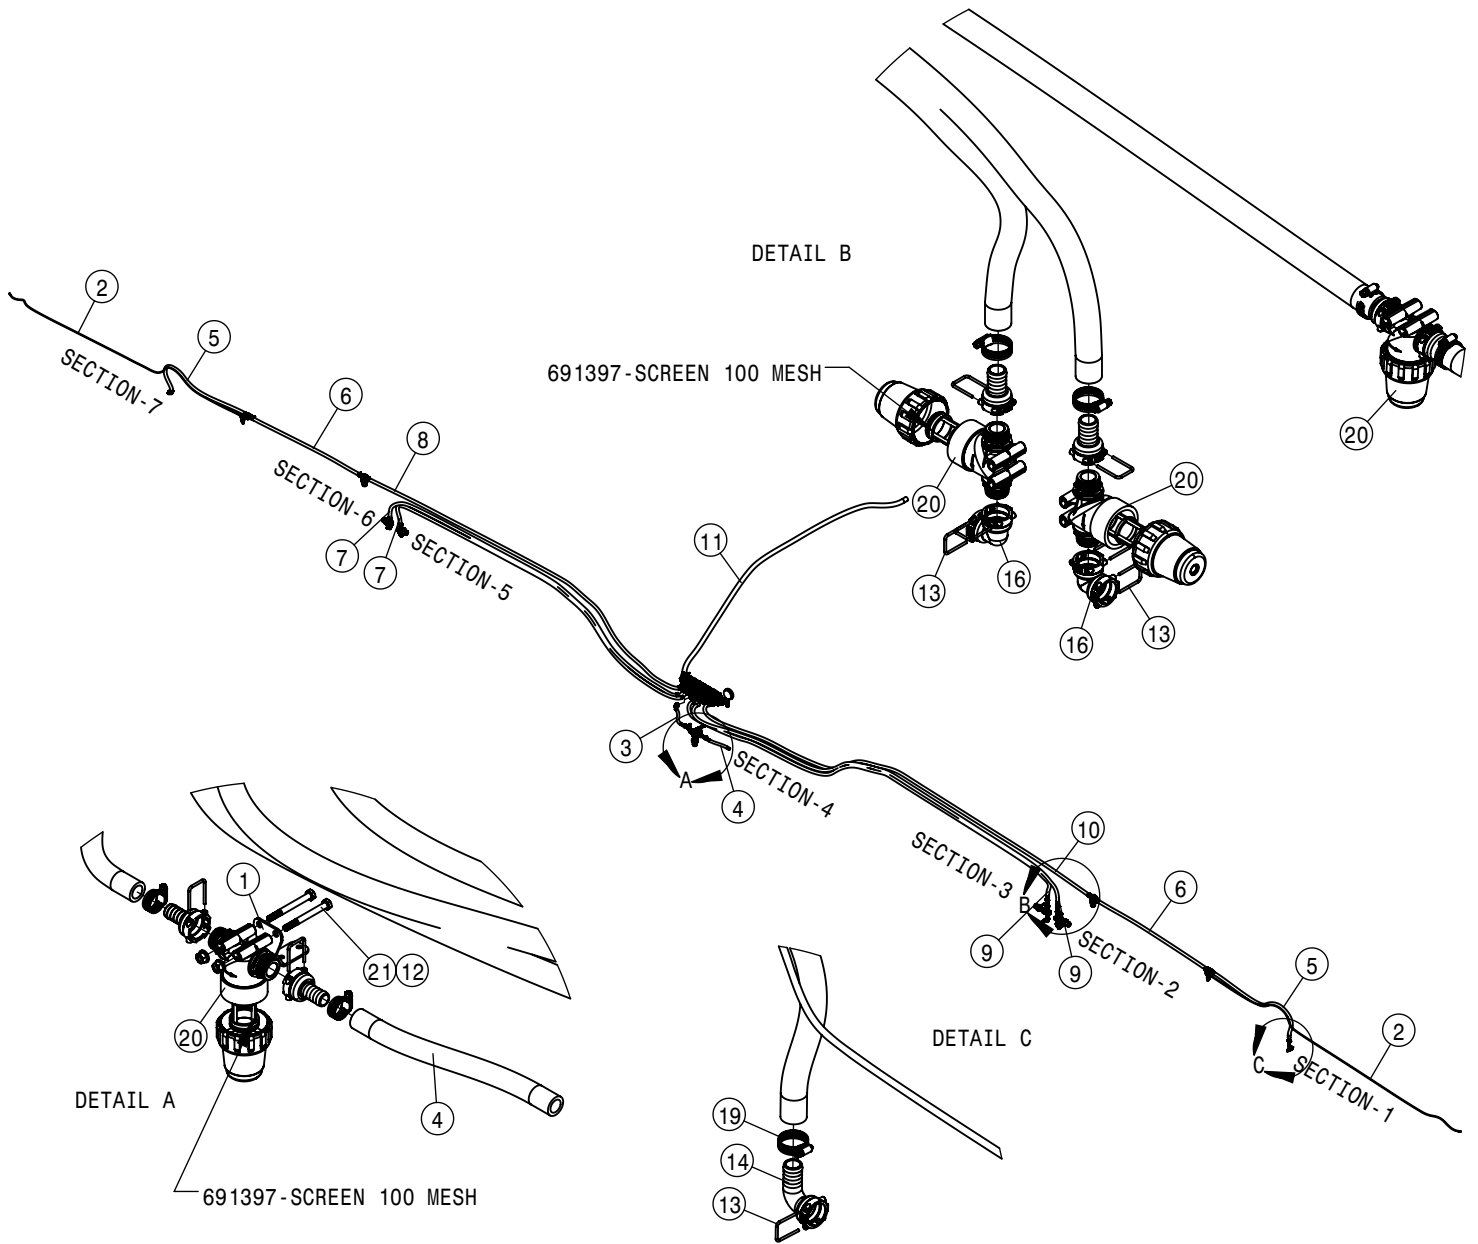 DETAIL B
2
5
SECTION-7
691397-SCREEN 100 MESH
6
8
20
SECTION-6
20
20
11
7
7
SECTION-5
13
16
16
13
3
A
SECTION-4
4
10
SECTION-3
6
B
1
9
9
SECTION-2
21
12
5
20
2
DETAIL C
C
SECTION-1
DETAIL A
4
19
14
691397-SCREEN 100 MESH
13